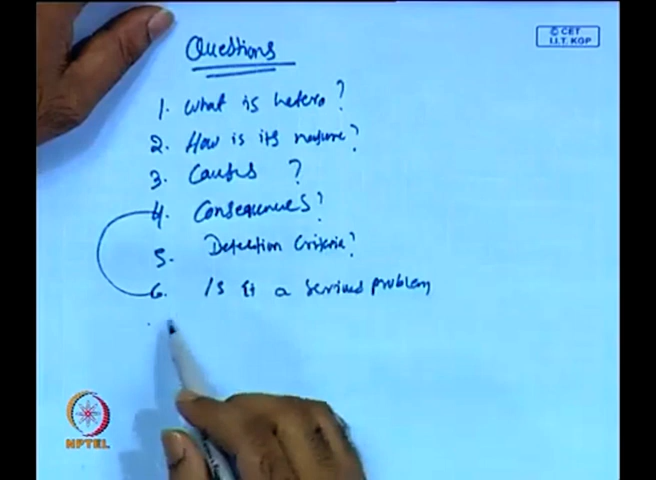 © CET
I.I.T. KGP
Questions
1. What is hetero?
2. How is its nature?
3. Causes ?
4. Consequences?
5. Detection Criteria?
6. Is it a serious problem
NPTEL